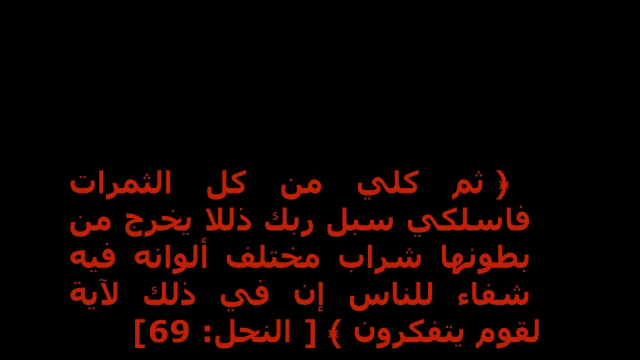 ﴿ ثم كلي من كل الثمرات
فاسلكي سبل ربك ذللا يخرج من
بطونها شراب مختلف ألوانه فيه
شفاء للناس إن في ذلك لآية
لقوم يتفكرون ﴾ [ النحل: 69]